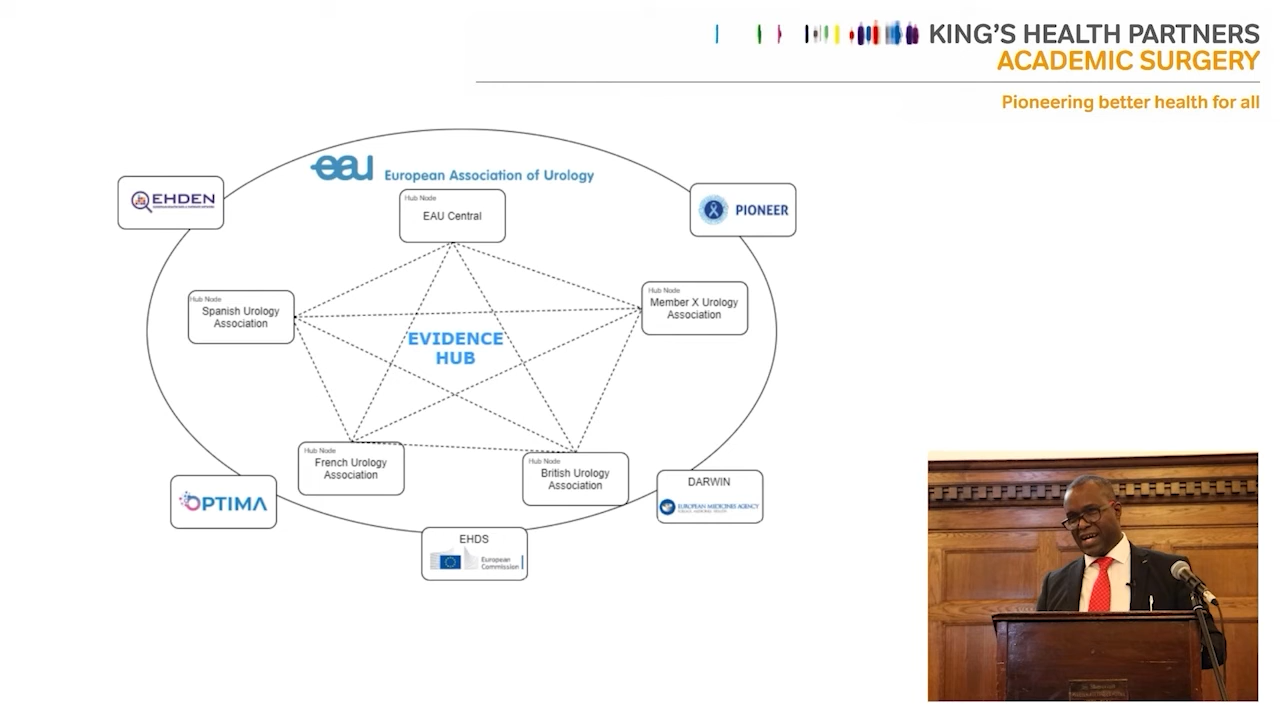 KING'S HEALTH PARTNERS
ACADEMIC SURGERY
Pioneering better health for all
eau European Association of Urology
EHDEN
PIONEER
Hub Node
EAU Central
Hub Node
Spanish Urology
Association
Hub Node
Member X Urology
Association
EVIDENCE
HUB
Hub Node
French Urology
Association
Hub Node
British Urology
Association
OPTIMA
DARWIN
EUROPEAN MEDICINES AGENCY
EHDS
European
Commission